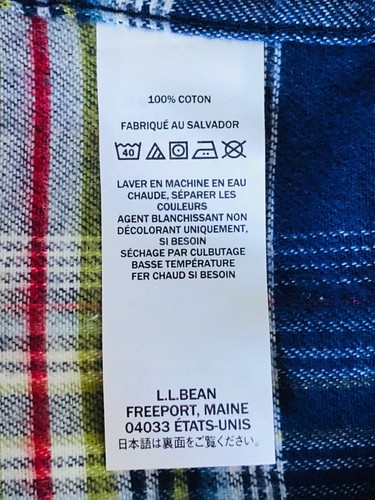 100% COTON
FABRIQUÉ AU SALVADOR
40
LAVER EN MACHINE EN EAU
CHAUDE, SÉPARER LES
COULEURS
AGENT BLANCHISSANT NON
DÉCOLORANT UNIQUEMENT,
SI BESOIN
SÉCHAGE PAR CULBUTAGE
BASSE TEMPÉRATURE
FER CHAUD SI BESOIN
L.L.BEAN
FREEPORT, MAINE
04033 ÉTATS-UNIS
日本語は裏面をご覧ください。